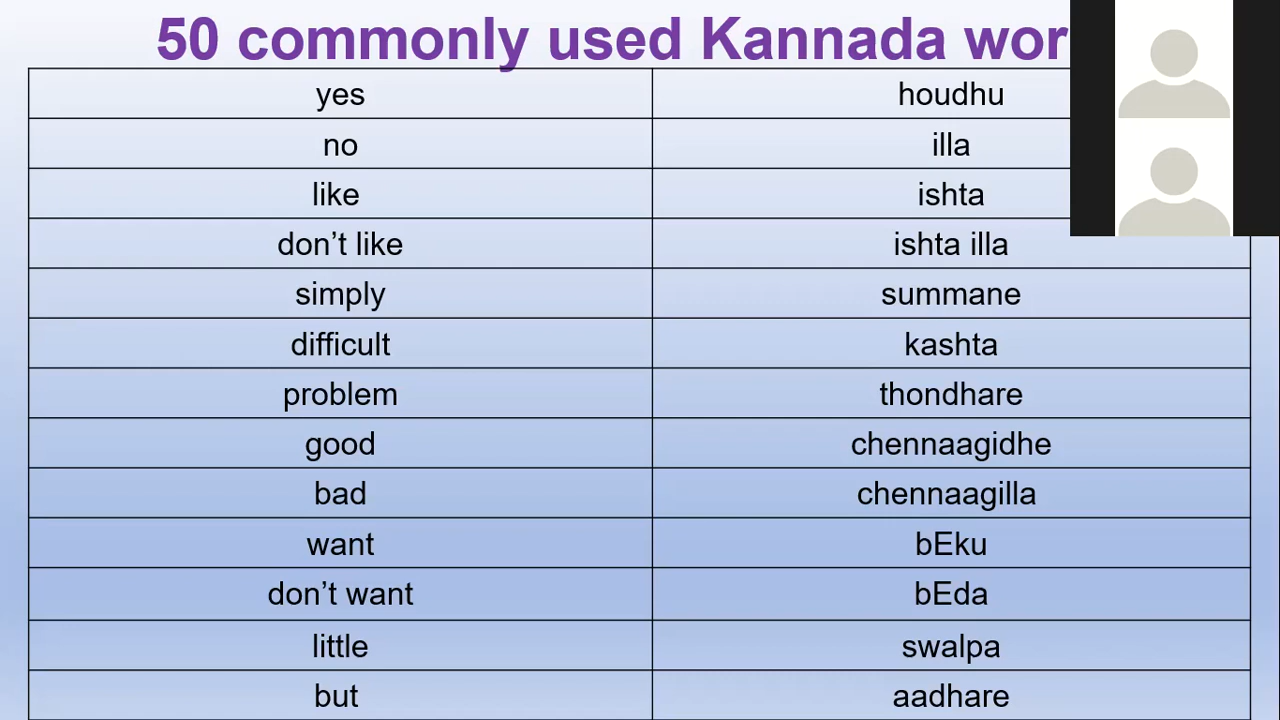 50 commonly used Kannada wor
yes houdhu
no illa
like ishta
don’t like ishta illa
simply summane
difficult kashta
problem thondhare
good chennaagidhe
bad chennaagilla
want bEku
don’t want bEda
little swalpa
but aadhare